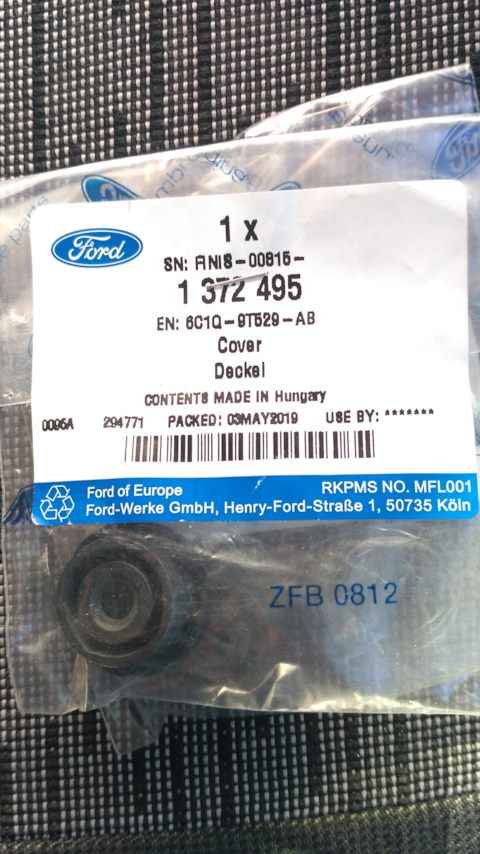 Ford
1 x
SN: FINIS-00815-
1 372 495
EN: 6C1Q-9T529-AB
Cover
Deckel
CONTENTS MADE IN Hungary
0095A 294771 PACKED: 03MAY2019 USE BY: *******
Ford of Europe RKPMS NO. MFL001
Ford-Werke GmbH, Henry-Ford-Straße 1, 50735 Köln
ZFB 0812